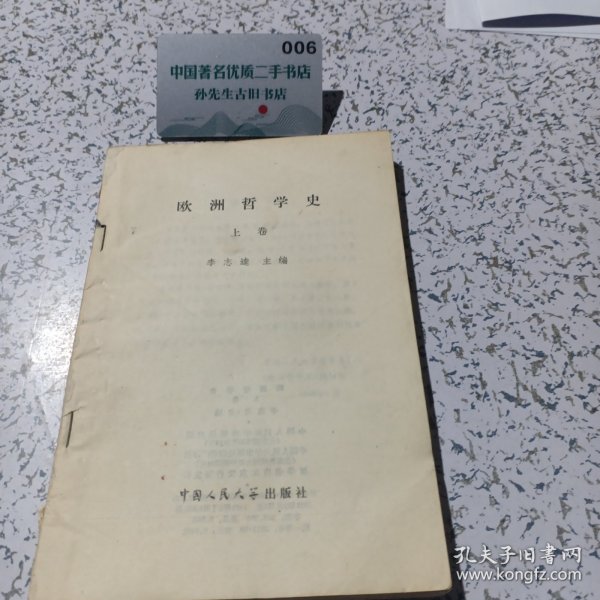 006
中国著名优质二手书店
孙先生古旧书店
欧洲哲学史
上卷
李志逵 主编
中国人民大学出版社
孔夫子旧书网
www.kongfz.com